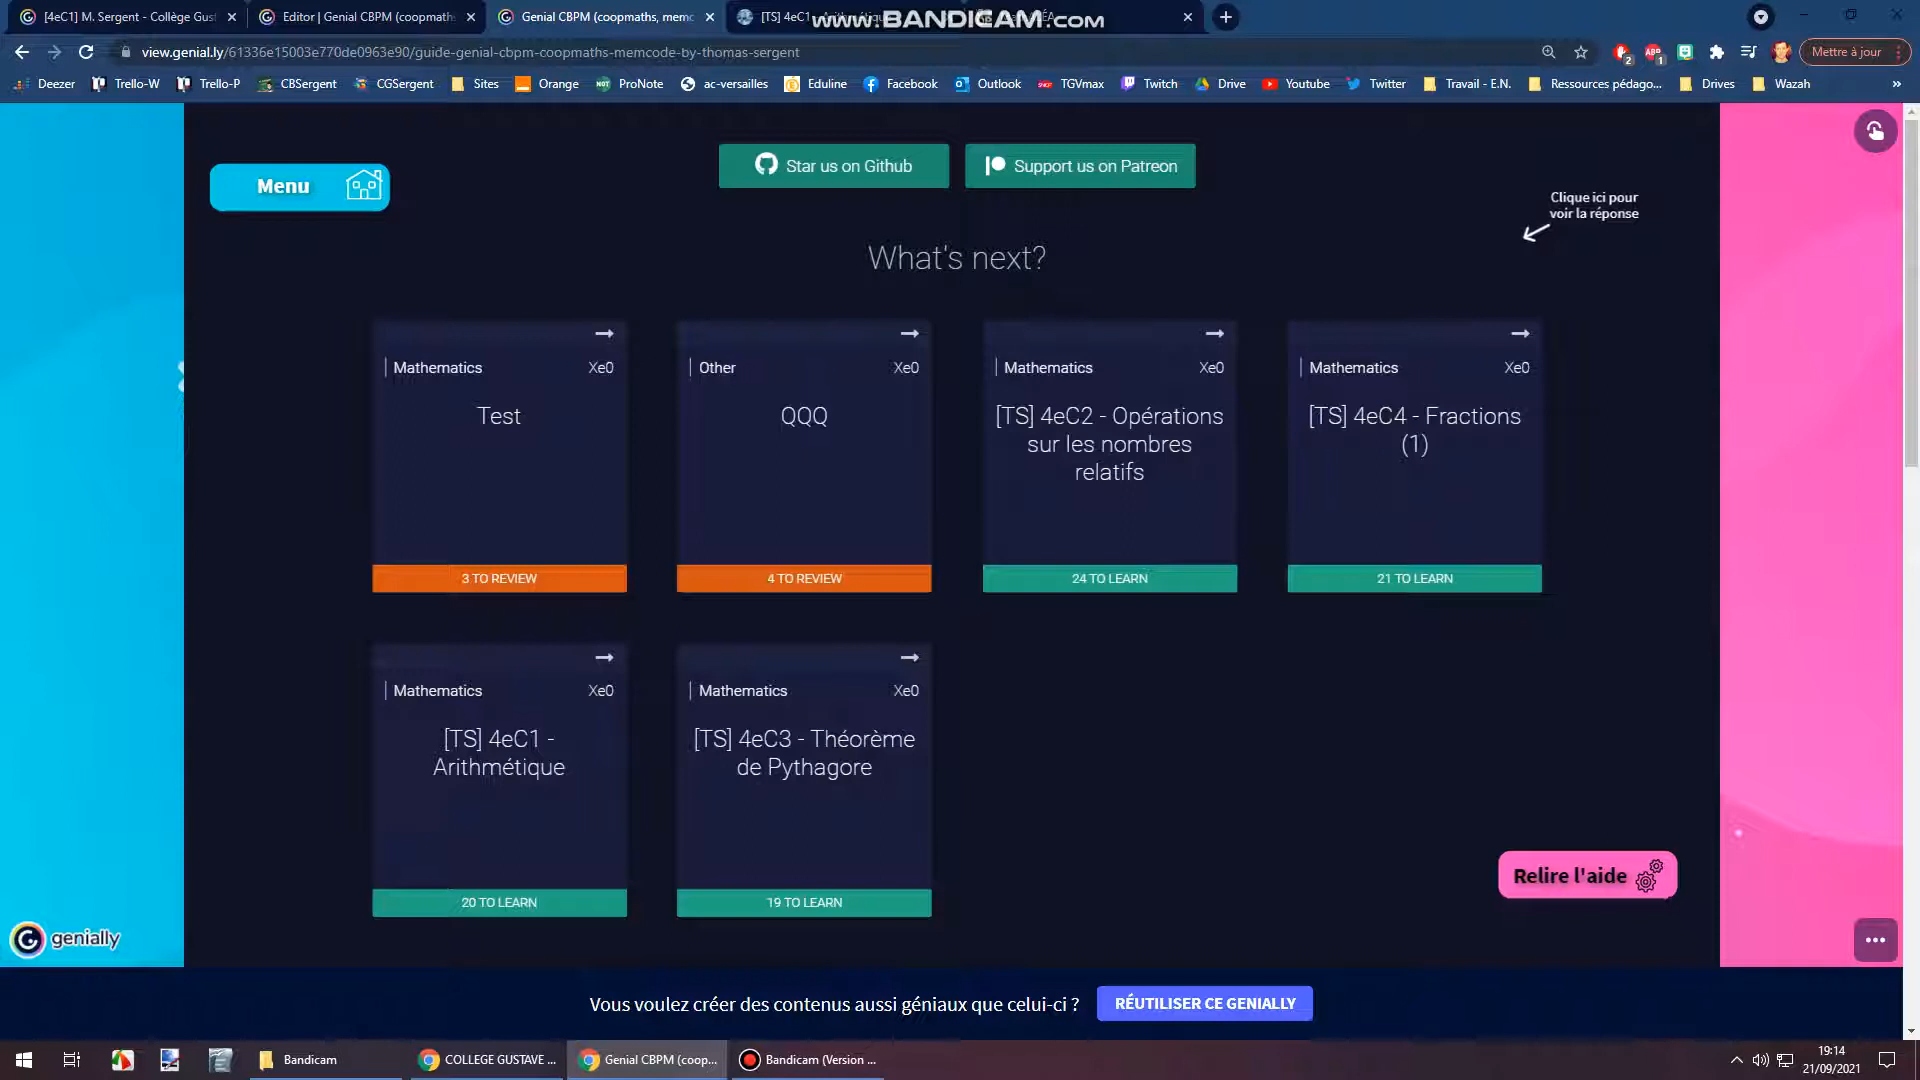 [4eC1] M. Sergent - Collège Gus
Editor | Genial CBPM (coopmaths
Genial CBPM (coopmaths, memc
[TS] 4eC1
www.BANDICAM.com
view.genial.ly/61336e15003e770de0963e90/guide-genial-cbpm-coopmaths-memcode-by-thomas-sergent
2
1
Mettre à jour
Deezer
Trello-W
Trello-P
CBSergent
CGSergent
Sites
Orange
ProNote
ac-versailles
Eduline
Facebook
Outlook
TGVmax
Twitch
Drive
Youtube
Twitter
Travail - E.N.
Ressources pédago...
Drives
Wazah
»
Menu
Star us on Github
Support us on Patreon
Clique ici pour
voir la réponse
What's next?
Mathematics Xe0
Test
3 TO REVIEW
Other Xe0
QQQ
4 TO REVIEW
Mathematics Xe0
[TS] 4eC2 - Opérations
sur les nombres
relatifs
24 TO LEARN
Mathematics Xe0
[TS] 4eC4 - Fractions
(1)
21 TO LEARN
Mathematics Xe0
[TS] 4eC1 -
Arithmétique
20 TO LEARN
Mathematics Xe0
[TS] 4eC3 - Théorème
de Pythagore
19 TO LEARN
Relire l'aide
genially
Vous voulez créer des contenus aussi géniaux que celui-ci ?
RÉUTILISER CE GENIALLY
Bandicam
COLLEGE GUSTAVE ...
Genial CBPM (coop...
Bandicam (Version ...
19:14
21/09/2021